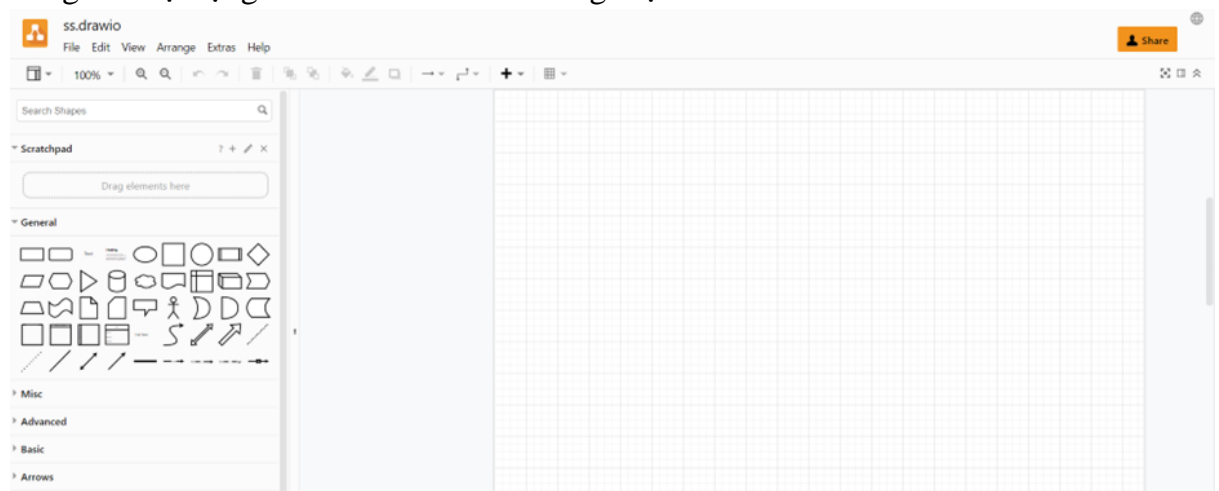 ss.drawio
File Edit View Arrange Extras Help
Share
100%
Search Shapes
Scratchpad
? +
Drag elements here
General
Text
Misc
Advanced
Basic
Arrows